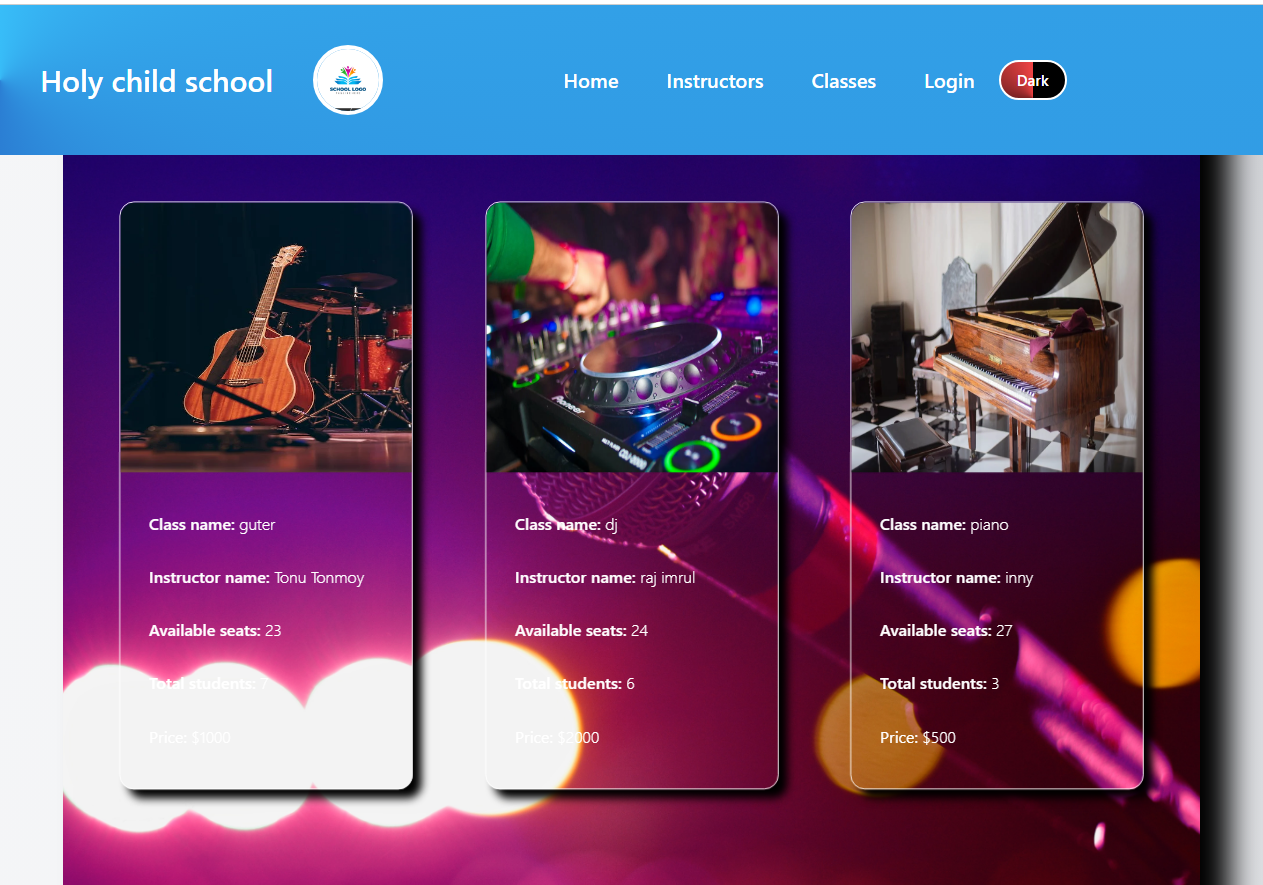 Holy child school
SCHOOL LOGO
Home
Instructors
Classes
Login
Dark
Pioneer
Class name: guter
Instructor name: Tonu Tonmoy
Available seats: 23
Total students: 7
Price: $1000
Class name: dj
Instructor name: raj imrul
Available seats: 24
Total students: 6
Price: $2000
Class name: piano
Instructor name: inny
Available seats: 27
Total students: 3
Price: $500